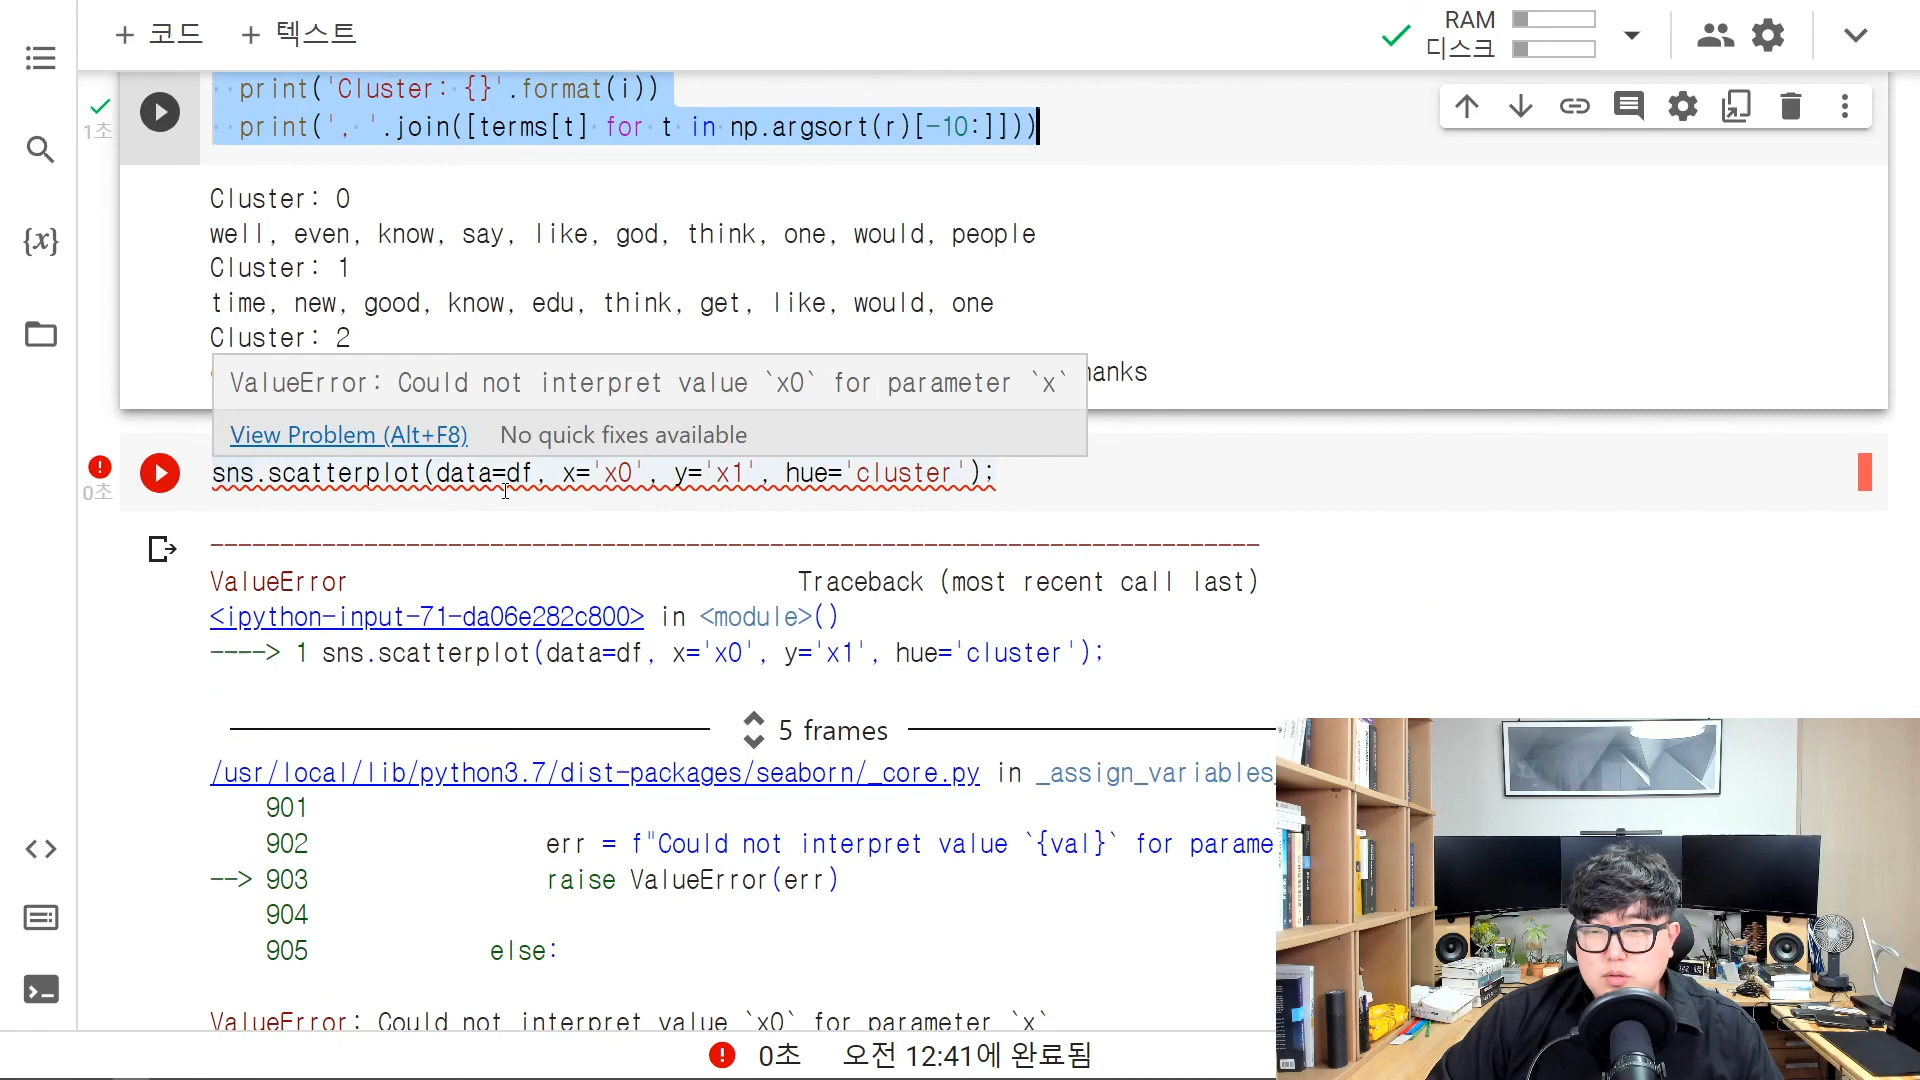 + 코드 + 텍스트
RAM
디스크
print('Cluster: {}'.format(i))
print(', '.join([terms[t] for t in np.argsort(r)[-10:]]))
1초
Cluster: 0
well, even, know, say, like, god, think, one, would, people
Cluster: 1
time, new, good, know, edu, think, get, like, would, one
Cluster: 2
hanks
{x}
ValueError: Could not interpret value `x0` for parameter `x`
View Problem (Alt+F8) No quick fixes available
sns.scatterplot(data=df, x='x0', y='x1', hue='cluster');
0초
---------------------------------------------------------------------------
ValueError Traceback (most recent call last)
<ipython-input-71-da06e282c800> in <module>()
----> 1 sns.scatterplot(data=df, x='x0', y='x1', hue='cluster');
5 frames
/usr/local/lib/python3.7/dist-packages/seaborn/_core.py in _assign_variables
901
902 err = f"Could not interpret value `{val}` for parame
--> 903 raise ValueError(err)
904
905 else:
ValueError: Could not interpret value `x0` for parameter `x`
0초 오전 12:41에 완료됨